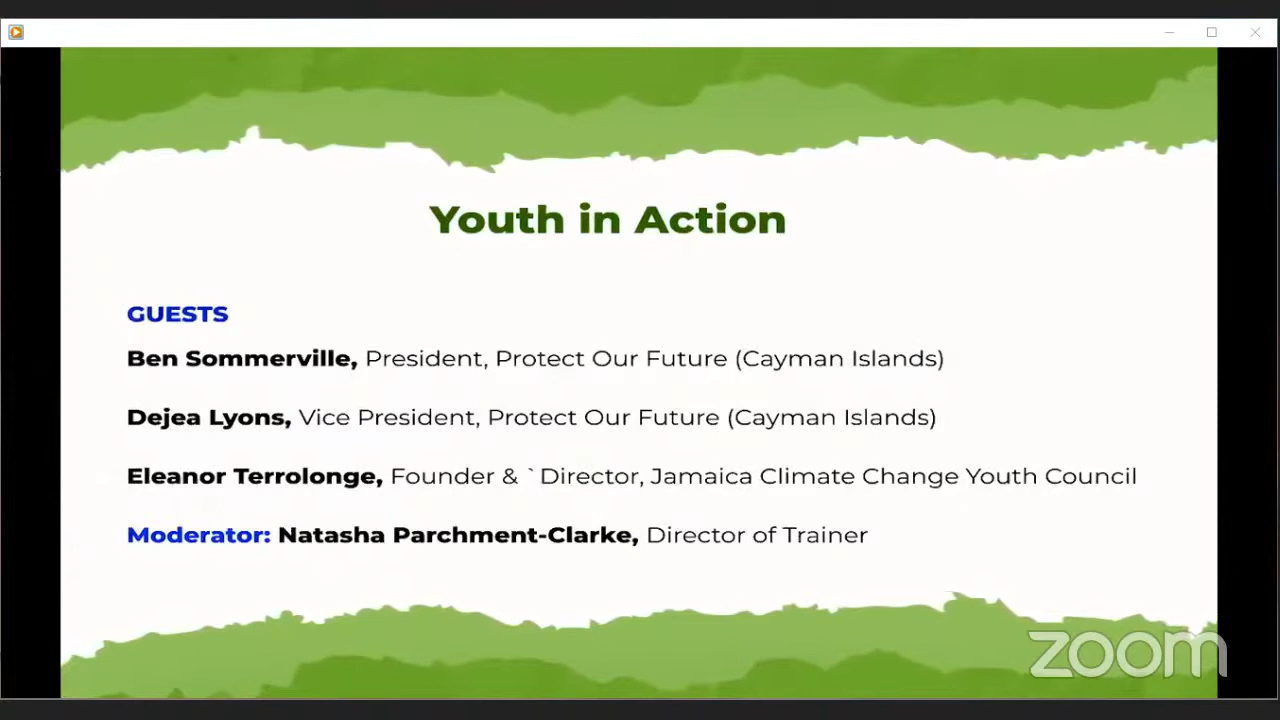 Youth in Action
GUESTS
Ben Sommerville, President, Protect Our Future (Cayman Islands)
Dejea Lyons, Vice President, Protect Our Future (Cayman Islands)
Eleanor Terrolonge, Founder & `Director, Jamaica Climate Change Youth Council
Moderator: Natasha Parchment-Clarke, Director of Trainer
zoom